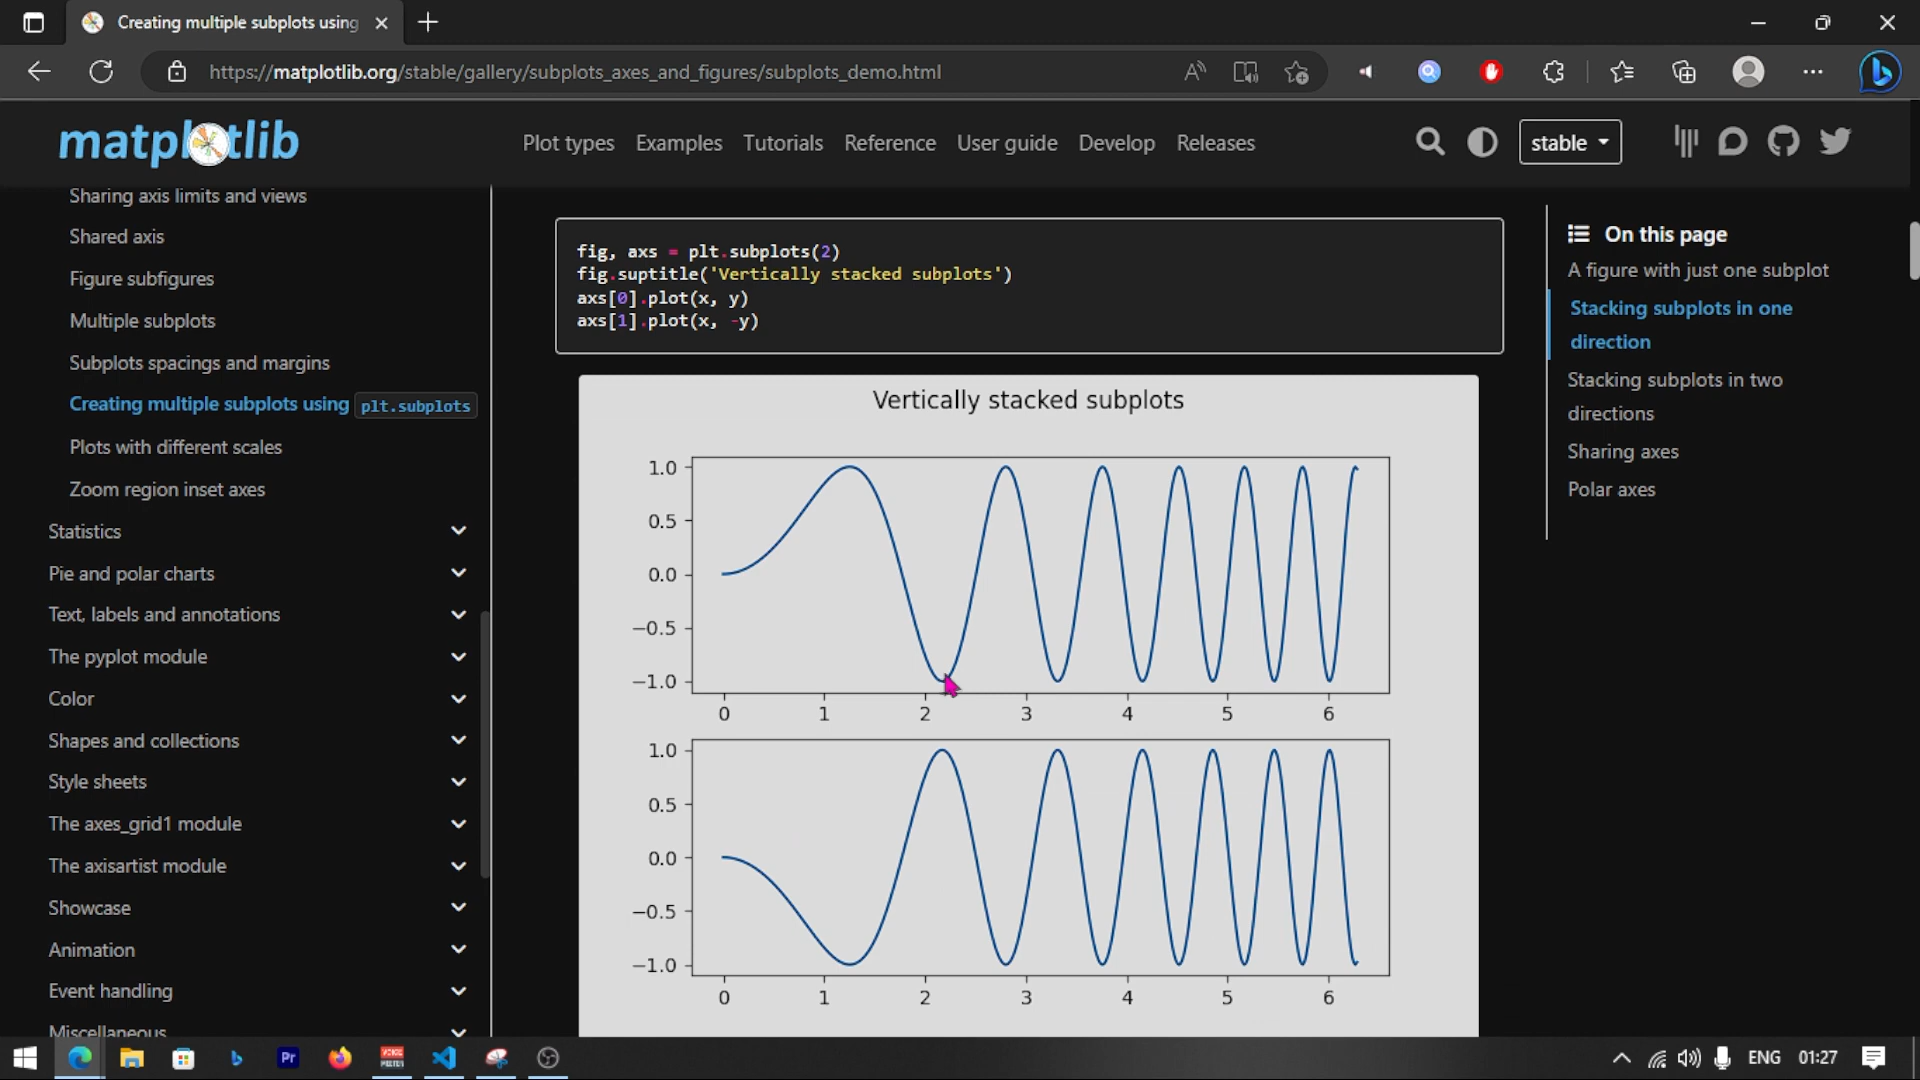 Creating multiple subplots using
https://matplotlib.org/stable/gallery/subplots_axes_and_figures/subplots_demo.html
matplotlib
Plot types Examples Tutorials Reference User guide Develop Releases
stable
Sharing axis limits and views
Shared axis
Figure subfigures
Multiple subplots
Subplots spacings and margins
Creating multiple subplots using plt.subplots
Plots with different scales
Zoom region inset axes
Statistics
Pie and polar charts
Text, labels and annotations
The pyplot module
Color
Shapes and collections
Style sheets
The axes_grid1 module
The axisartist module
Showcase
Animation
Event handling
Miscellaneous
fig, axs = plt.subplots(2)
fig.suptitle('Vertically stacked subplots')
axs[0].plot(x, y)
axs[1].plot(x, -y)
Vertically stacked subplots
1.0
0.5
0.0
−0.5
−1.0
0 1 2 3 4 5 6
1.0
0.5
0.0
−0.5
−1.0
0 1 2 3 4 5 6
On this page
A figure with just one subplot
Stacking subplots in one
direction
Stacking subplots in two
directions
Sharing axes
Polar axes
Pr
VOICE
MEETER
ENG 01:27